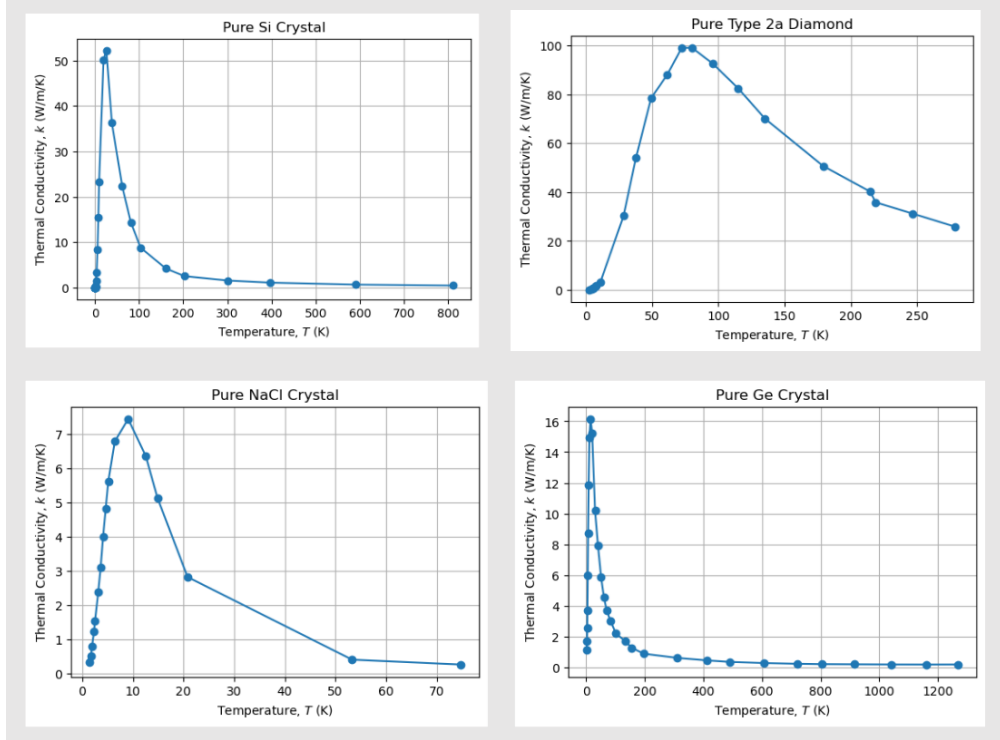 Pure Si Crystal
Thermal Conductivity, k (W/m/K)
50
40
30
20
10
0
0 100 200 300 400 500 600 700 800
Temperature, T (K)
Pure Type 2a Diamond
Thermal Conductivity, k (W/m/K)
100
80
60
40
20
0
0 50 100 150 200 250
Temperature, T (K)
Pure NaCl Crystal
Thermal Conductivity, k (W/m/K)
7
6
5
4
3
2
1
0
0 10 20 30 40 50 60 70
Temperature, T (K)
Pure Ge Crystal
Thermal Conductivity, k (W/m/K)
16
14
12
10
8
6
4
2
0
0 200 400 600 800 1000 1200
Temperature, T (K)